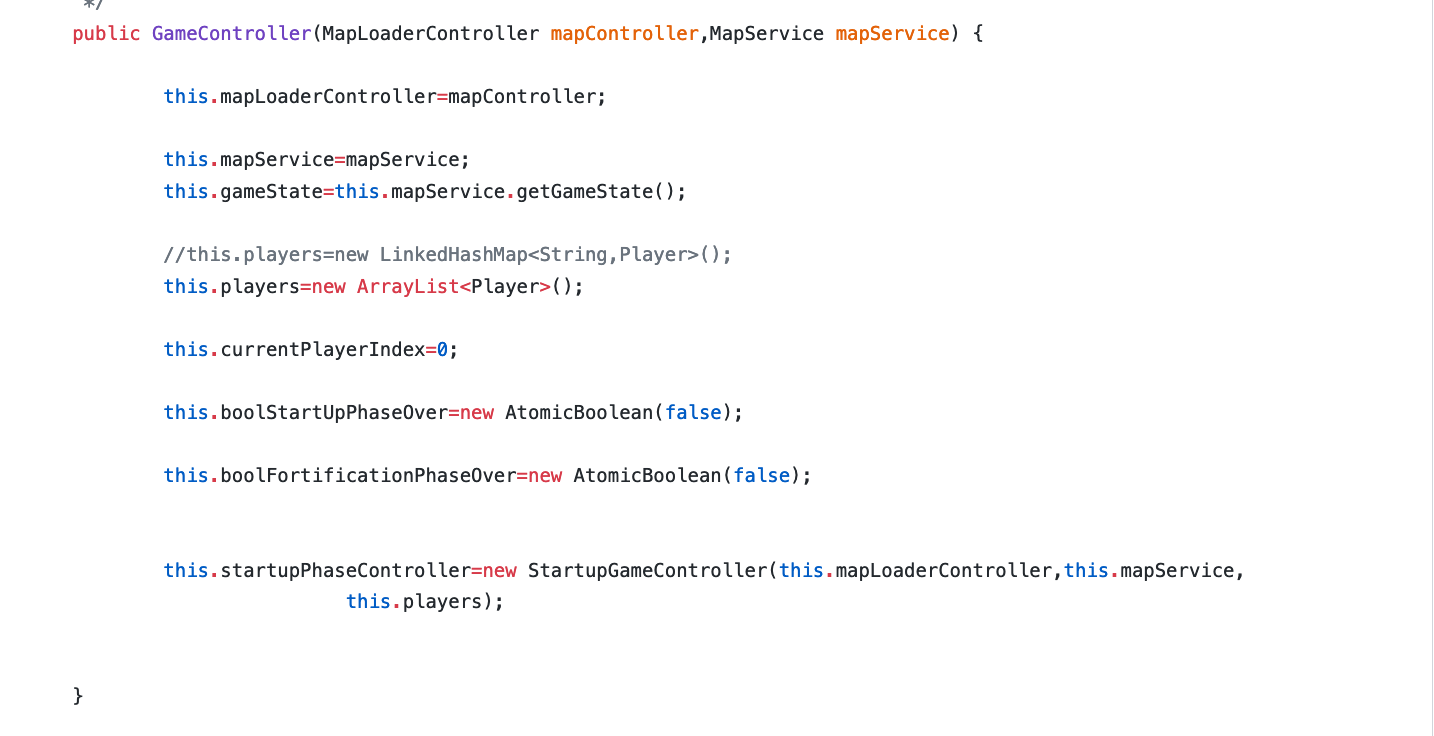 */
public GameController(MapLoaderController mapController,MapService mapService) {
this.mapLoaderController=mapController;
this.mapService=mapService;
this.gameState=this.mapService.getGameState();
//this.players=new LinkedHashMap<String,Player>();
this.players=new ArrayList<Player>();
this.currentPlayerIndex=0;
this.boolStartUpPhaseOver=new AtomicBoolean(false);
this.boolFortificationPhaseOver=new AtomicBoolean(false);
this.startupPhaseController=new StartupGameController(this.mapLoaderController,this.mapService,
this.players);
}